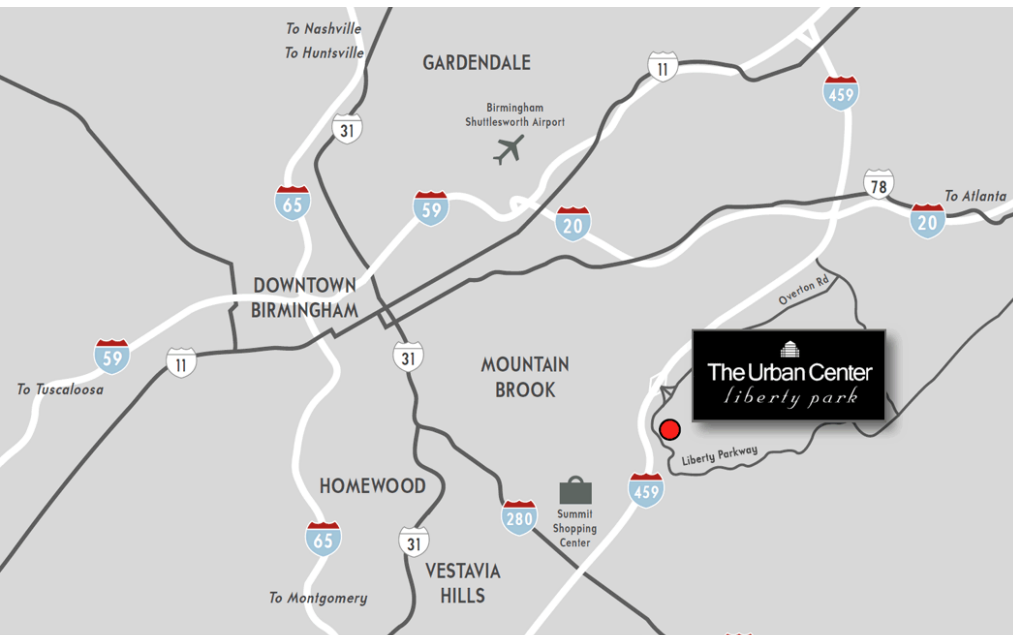 To Nashville
To Huntsville
GARDENDALE
11
459
Birmingham
Shuttlesworth Airport
31
78
To Atlanta
65
59
20
20
DOWNTOWN
BIRMINGHAM
Overton Rd
59
11
31
MOUNTAIN
BROOK
The Urban Center
liberty park
To Tuscaloosa
Liberty Parkway
HOMEWOOD
459
280
Summit
Shopping
Center
65
31
VESTAVIA
HILLS
To Montgomery